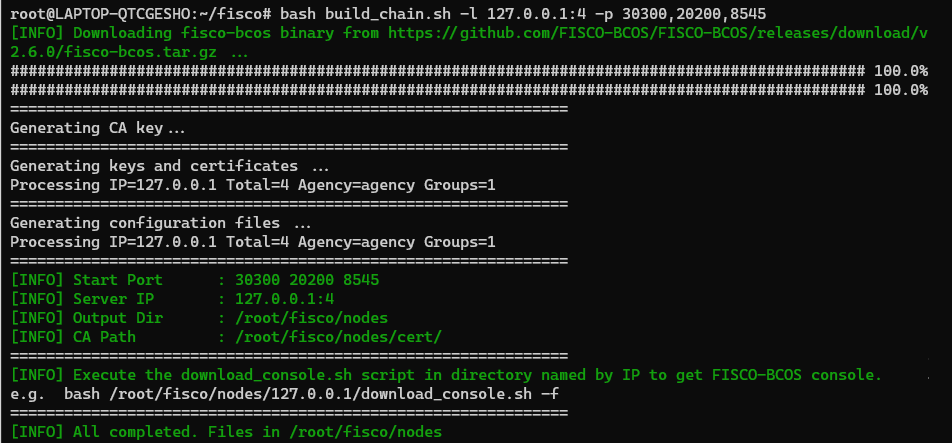 root@LAPTOP-QTCGESHO:~/fisco# bash build_chain.sh -l 127.0.0.1:4 -p 30300,20200,8545
[INFO] Downloading fisco-bcos binary from https://github.com/FISCO-BCOS/FISCO-BCOS/releases/download/v
2.6.0/fisco-bcos.tar.gz ...
############################################################################################### 100.0%
############################################################################################### 100.0%
==============================================================
Generating CA key...
==============================================================
Generating keys and certificates ...
Processing IP=127.0.0.1 Total=4 Agency=agency Groups=1
==============================================================
Generating configuration files ...
Processing IP=127.0.0.1 Total=4 Agency=agency Groups=1
==============================================================
[INFO] Start Port      : 30300 20200 8545
[INFO] Server IP       : 127.0.0.1:4
[INFO] Output Dir      : /root/fisco/nodes
[INFO] CA Path         : /root/fisco/nodes/cert/
==============================================================
[INFO] Execute the download_console.sh script in directory named by IP to get FISCO-BCOS console.
e.g.  bash /root/fisco/nodes/127.0.0.1/download_console.sh -f
==============================================================
[INFO] All completed. Files in /root/fisco/nodes